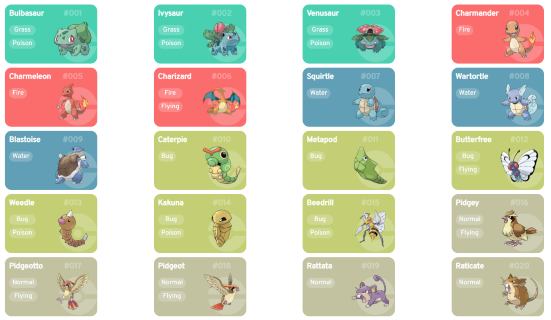 Bulbasaur #001
Grass
Poison
Ivysaur #002
Grass
Poison
Venusaur #003
Grass
Poison
Charmander #004
Fire
Charmeleon #005
Fire
Charizard #006
Fire
Flying
Squirtle #007
Water
Wartortle #008
Water
Blastoise #009
Water
Caterpie #010
Bug
Metapod #011
Bug
Butterfree #012
Bug
Flying
Weedle #013
Bug
Poison
Kakuna #014
Bug
Poison
Beedrill #015
Bug
Poison
Pidgey #016
Normal
Flying
Pidgeotto #017
Normal
Flying
Pidgeot #018
Normal
Flying
Rattata #019
Normal
Raticate #020
Normal